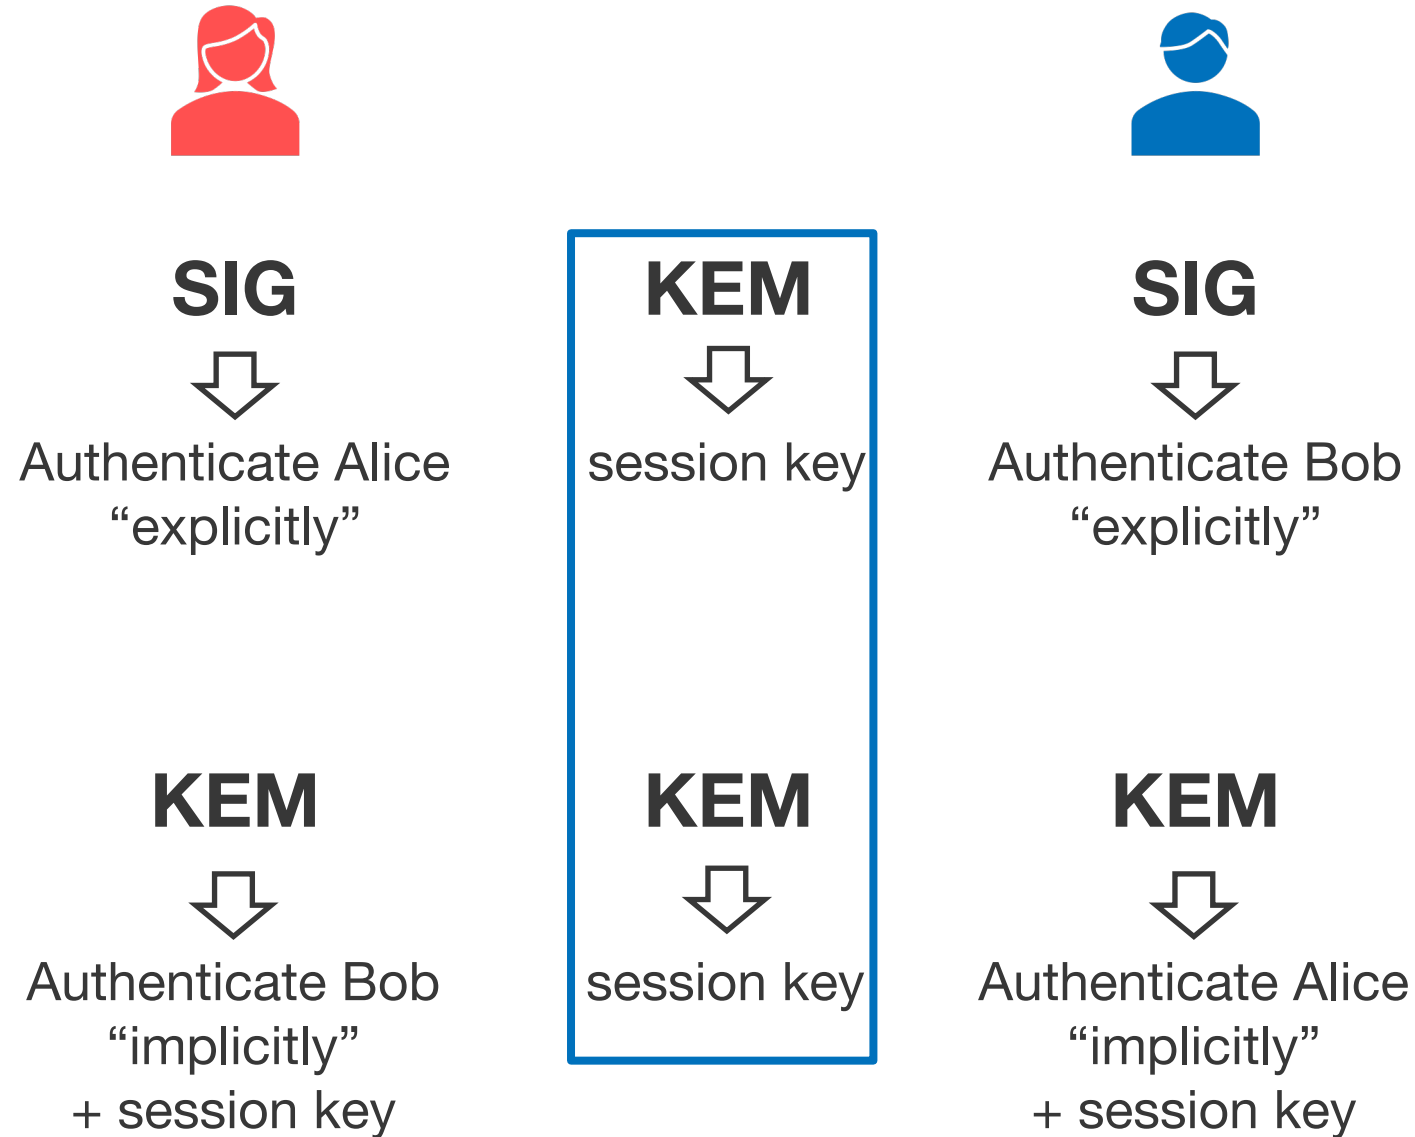 SIG
KEM
SIG
Authenticate Alice
“explicitly”
session key
Authenticate Bob
“explicitly”
KEM
KEM
KEM
Authenticate Bob
“implicitly”
+ session key
session key
Authenticate Alice
“implicitly”
+ session key